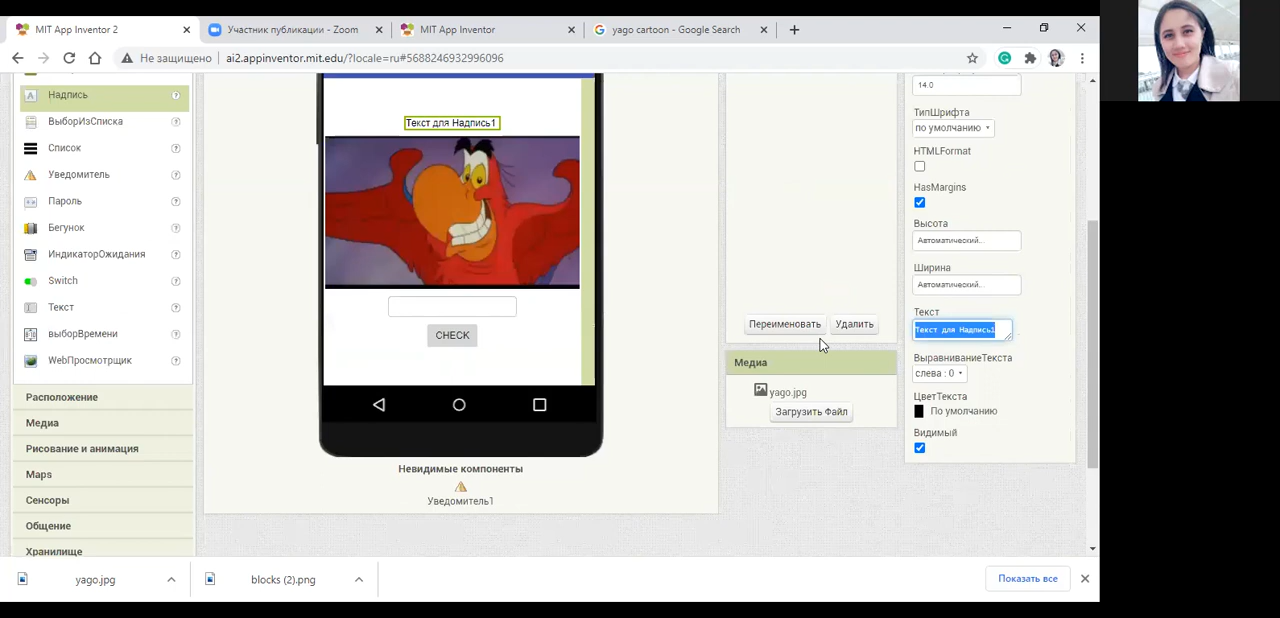 MIT App Inventor 2
Участник публикации - Zoom
MIT App Inventor
yago cartoon - Google Search
Не защищено
ai2.appinventor.mit.edu/?locale=ru#5688246932996096
Надпись
ВыборИзСписка
Список
Уведомитель
Пароль
Бегунок
ИндикаторОжидания
Switch
Текст
выборВремени
WebПросмотрщик
Расположение
Медиа
Рисование и анимация
Maps
Сенсоры
Общение
Хранилище
Текст для Надпись1
CHECK
Невидимые компоненты
Уведомитель1
Переименовать
Удалить
Медиа
yago.jpg
Загрузить Файл
14.0
ТипШрифта
по умолчанию
HTMLFormat
HasMargins
Высота
Автоматический...
Ширина
Автоматический...
Текст
Текст для Надпись1
ВыравниваниеТекста
слева : 0
ЦветТекста
По умолчанию
Видимый
yago.jpg
blocks (2).png
Показать все